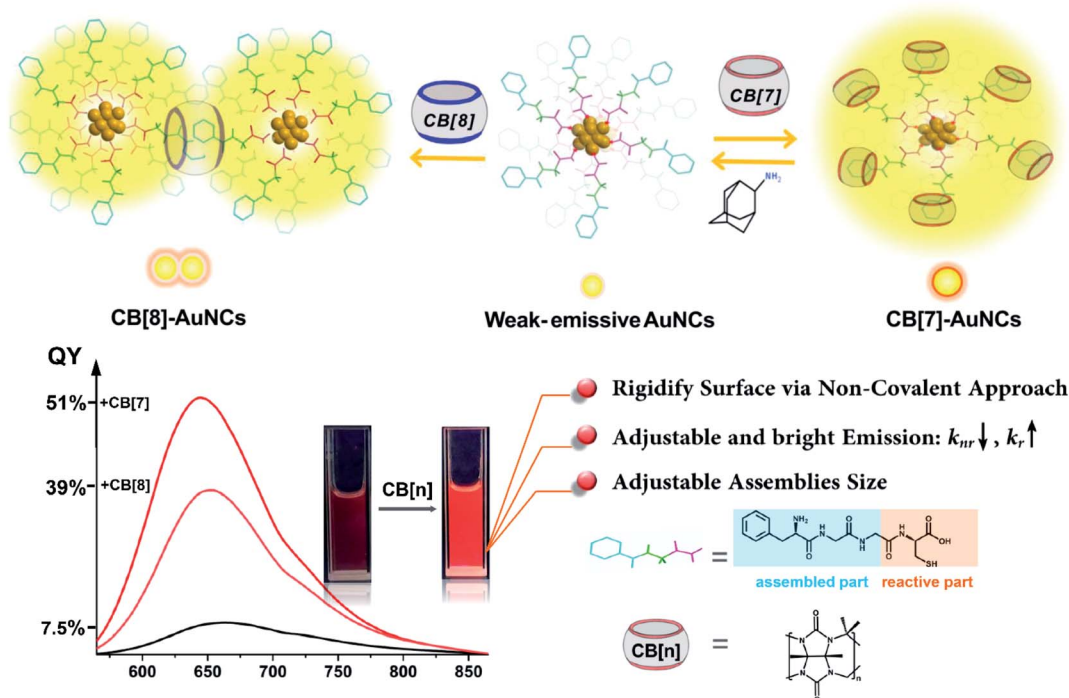 CB[8]
CB[7]
NH₂
CB[8]-AuNCs
Weak-emissive AuNCs
CB[7]-AuNCs
QY
51%
+CB[7]
39%
+CB[8]
7.5%
600
650
700
750
800
850
CB[n]
Rigidify Surface via Non-Covalent Approach
Adjustable and bright Emission: knr↓, kr↑
Adjustable Assemblies Size
=
NH₂
O
H
N
O
N
H
O
H
N
O
OH
SH
assembled part
reactive part
CB[n]
=
O
N
N
N
N
O
n